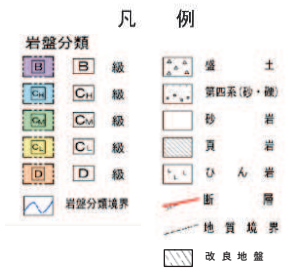 凡 例
岩盤分類
B B 級
CH CH 級
CM CM 級
CL CL 級
D D 級
岩盤分類境界
盛 土
第四系(砂・礫)
砂 岩
頁 岩
ひ ん 岩
断 層
地 質 境 界
改 良 地 盤